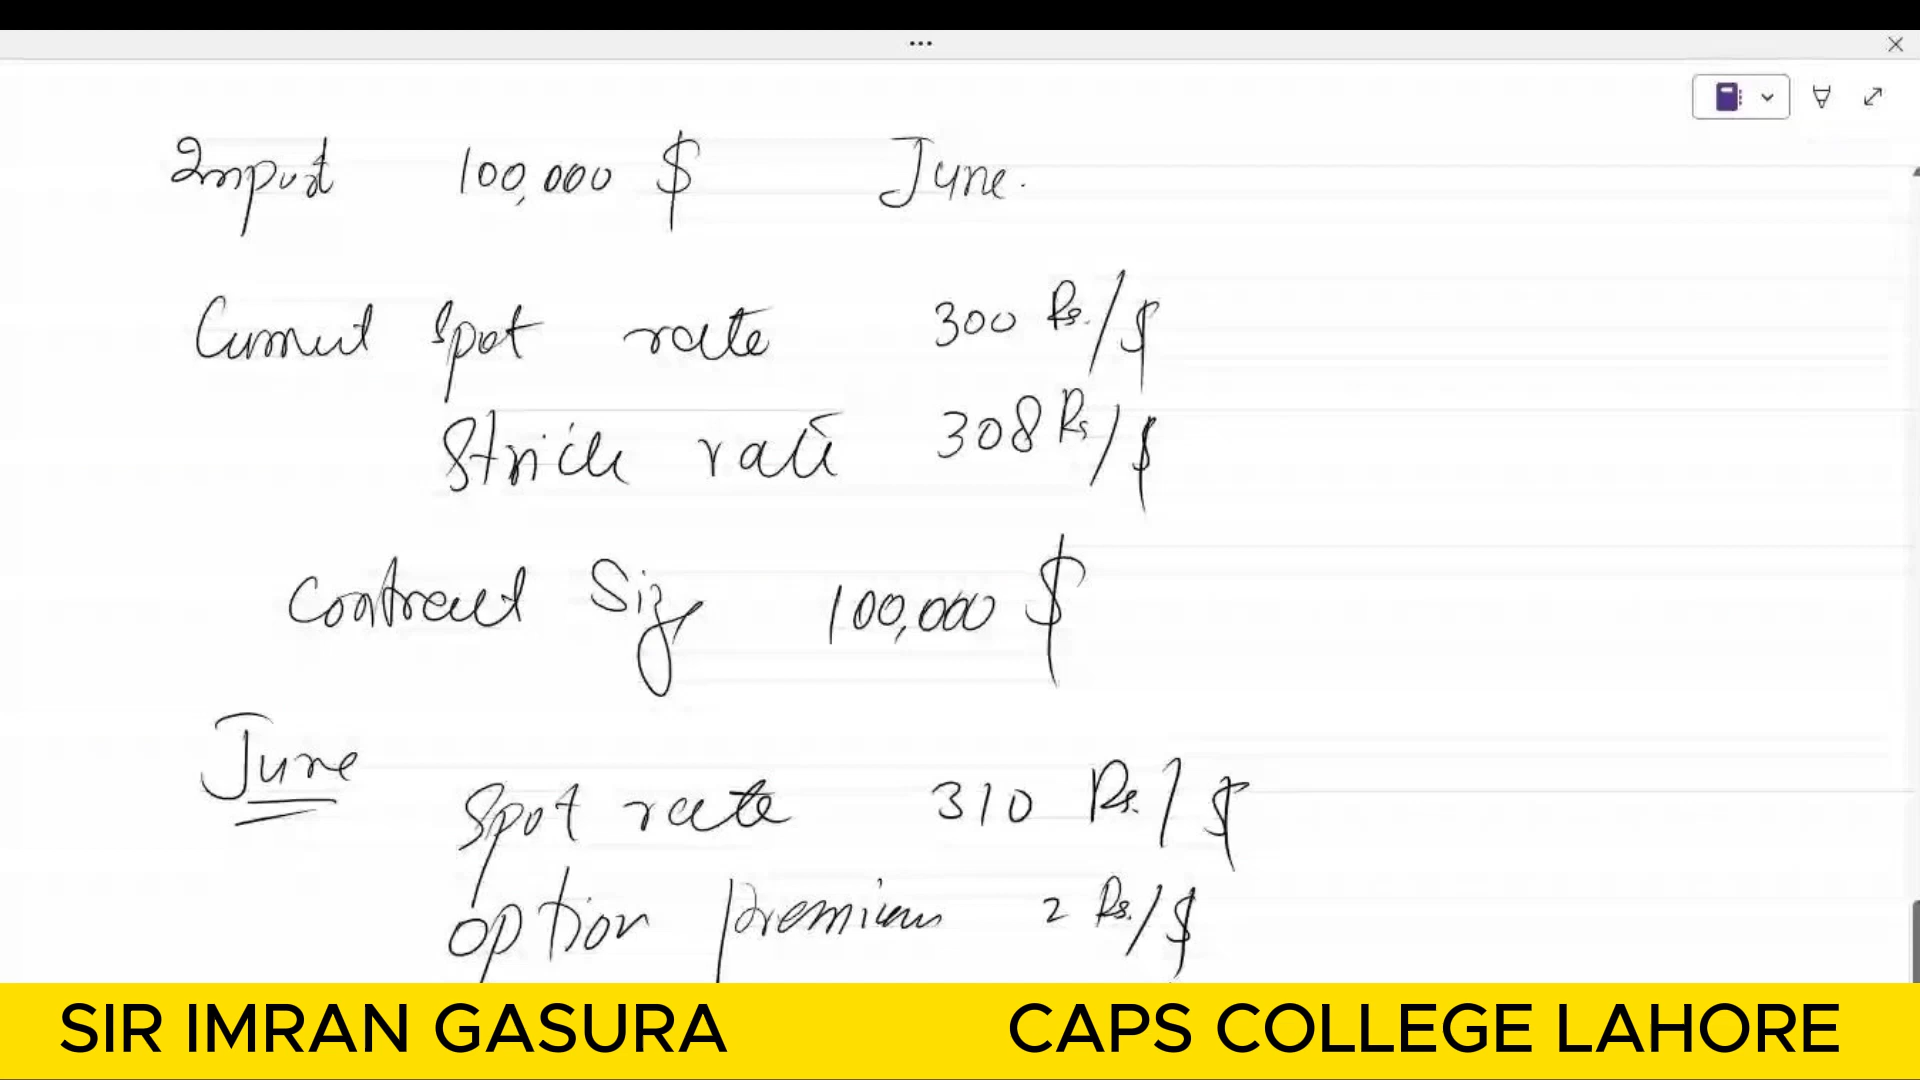 Import 100,000 $ June.
Current spot rate 300 Rs./$
Strick rate 308 Rs/$
Contract Size 100,000 $
June
Spot rate 310 Rs./$
option premium 2 Rs./$
SIR IMRAN GASURA CAPS COLLEGE LAHORE